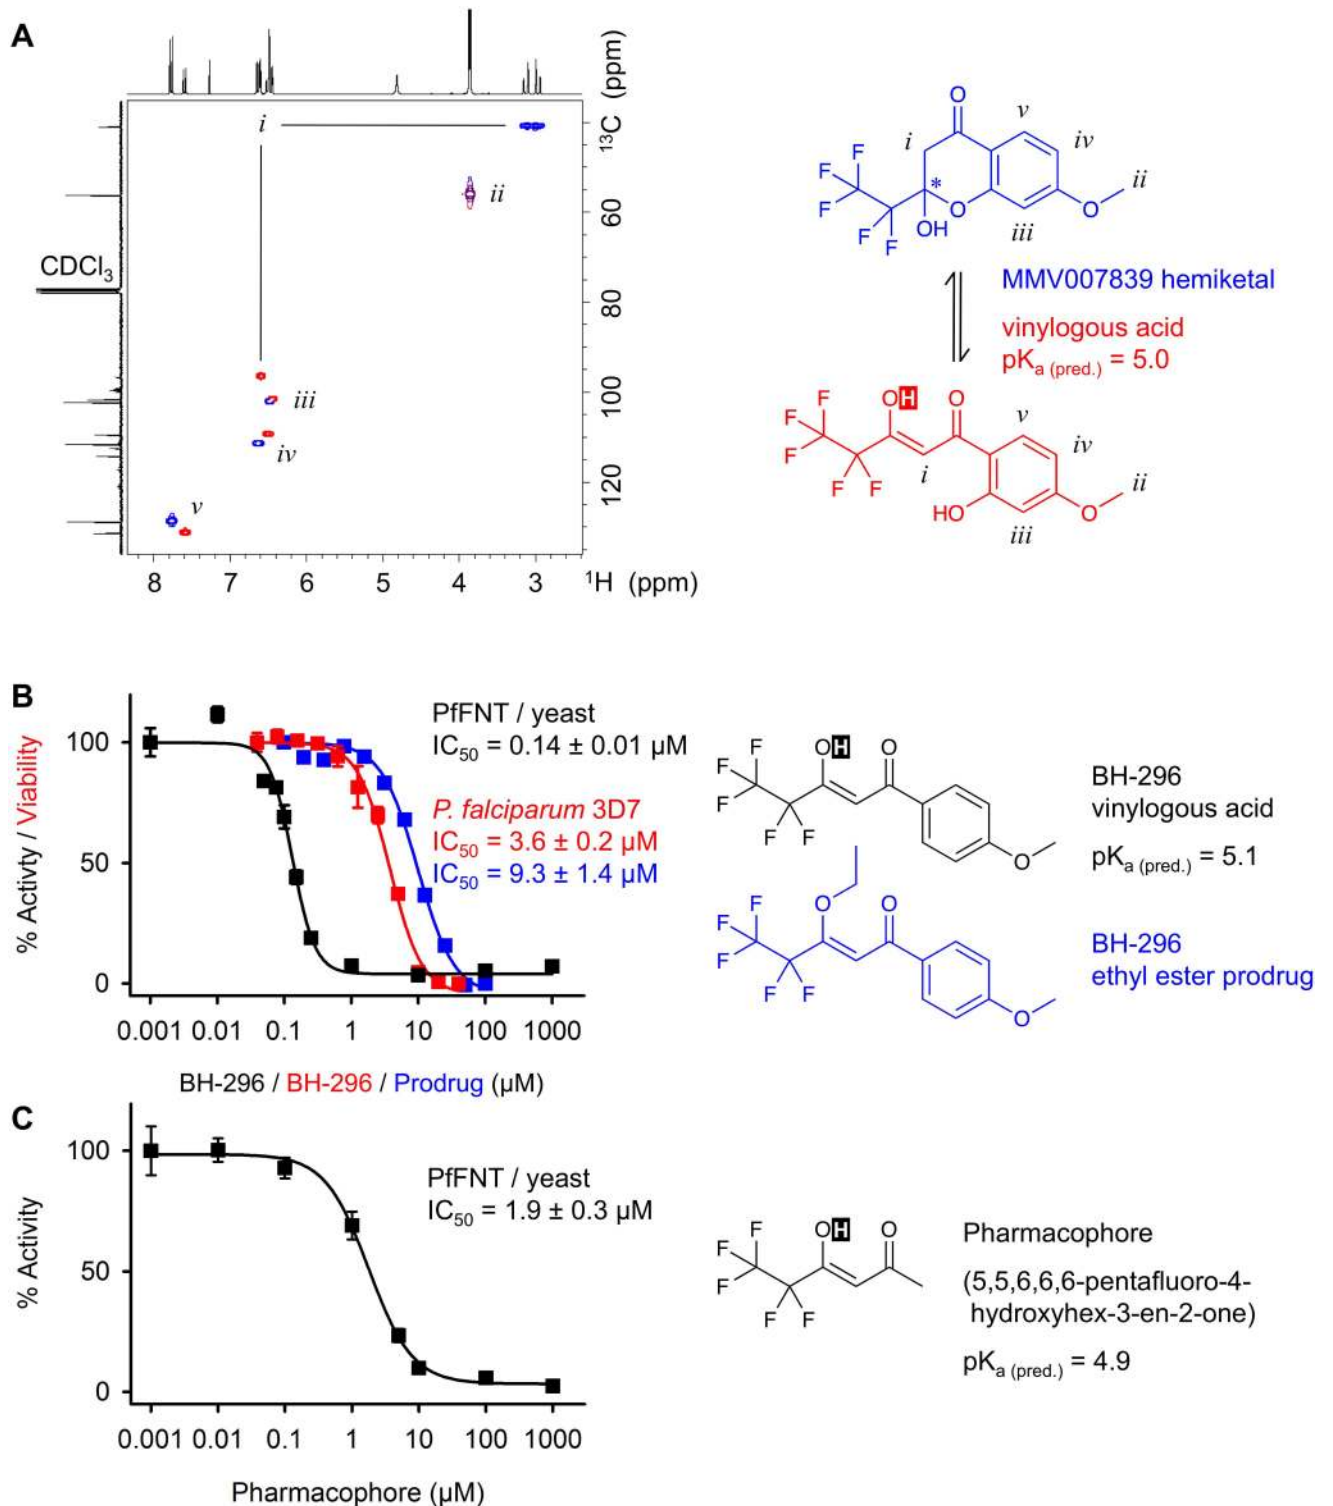 A
(ppm)
¹³C
i
ii
iii
iv
v
CDCl₃
60
80
100
120
8 7 6 5 4 3 ¹H (ppm)
O
v
i
iv
F
F
F
F
F
*
OH
O
O
ii
iii
MMV007839 hemiketal
vinylogous acid
pKa (pred.) = 5.0
O H O
v
F
F
F
F
F
i
iv
ii
HO
O
iii
B
% Activty / Viability
100
50
0
PfFNT / yeast
IC₅₀ = 0.14 ± 0.01 µM
P. falciparum 3D7
IC₅₀ = 3.6 ± 0.2 µM
IC₅₀ = 9.3 ± 1.4 µM
0.001 0.01 0.1 1 10 100 1000
BH-296 / BH-296 / Prodrug (µM)
O H O
F
F
F
F F
O
BH-296
vinylogous acid
pKa (pred.) = 5.1
O O
F
F
F
F F
O
BH-296
ethyl ester prodrug
C
% Activity
100
50
0
PfFNT / yeast
IC₅₀ = 1.9 ± 0.3 µM
0.001 0.01 0.1 1 10 100 1000
Pharmacophore (µM)
O H O
F
F
F
F F
Pharmacophore
(5,5,6,6,6-pentafluoro-4-
hydroxyhex-3-en-2-one)
pKa (pred.) = 4.9